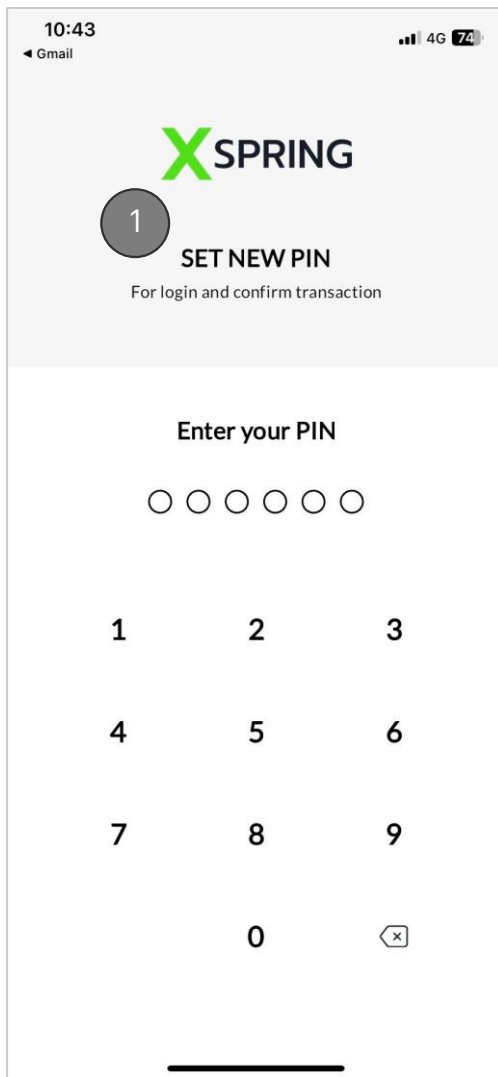 10:43
4G 74
◄ Gmail
XSPRING
1
SET NEW PIN
For login and confirm transaction
Enter your PIN
1 2 3
4 5 6
7 8 9
0